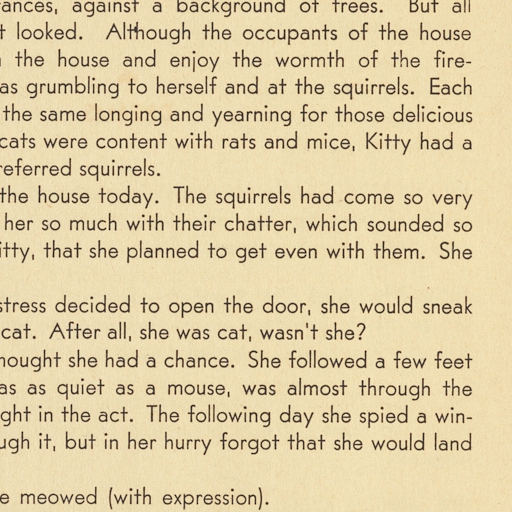 against a background of trees. But all
looked. Although the occupants of the house
the house and enjoy the wormth of the fire-
as grumbling to herself and at the squirrels. Each
the same longing and yearning for those delicious
cats were content with rats and mice, Kitty had a
referred squirrels.
the house today. The squirrels had come so very
her so much with their chatter, which sounded so
itty, that she planned to get even with them. She
stress decided to open the door, she would sneak
cat. After all, she was cat, wasn't she?
hought she had a chance. She followed a few feet
as as quiet as a mouse, was almost through the
ght in the act. The following day she spied a win-
ugh it, but in her hurry forgot that she would land
e meowed (with expression).